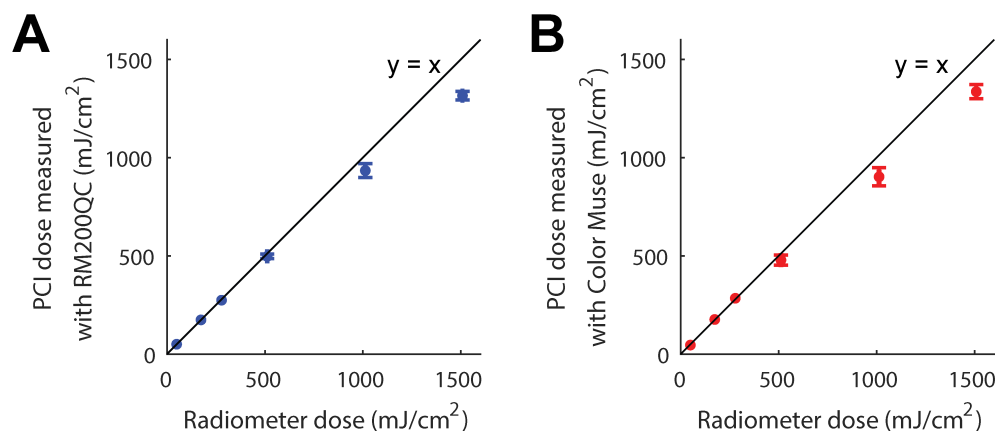 A
PCI dose measured
with RM200QC (mJ/cm2)
1500
1000
500
0
y = x
0 500 1000 1500
Radiometer dose (mJ/cm2)
B
PCI dose measured
with Color Muse (mJ/cm2)
1500
1000
500
0
y = x
0 500 1000 1500
Radiometer dose (mJ/cm2)